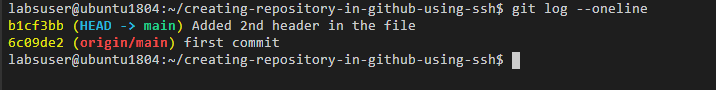 labsuser@ubuntu1804:~/creating-repository-in-github-using-ssh$ git log --oneline
b1cf3bb (HEAD -> main) Added 2nd header in the file
6c09de2 (origin/main) first commit
labsuser@ubuntu1804:~/creating-repository-in-github-using-ssh$